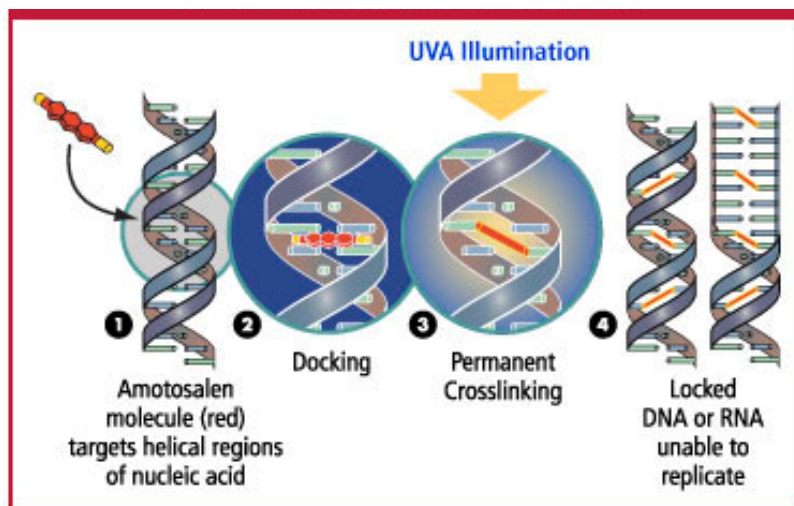 UVA Illumination
1
2
3
4
Amotosalen
molecule (red)
targets helical regions
of nucleic acid
Docking
Permanent
Crosslinking
Locked
DNA or RNA
unable to
replicate